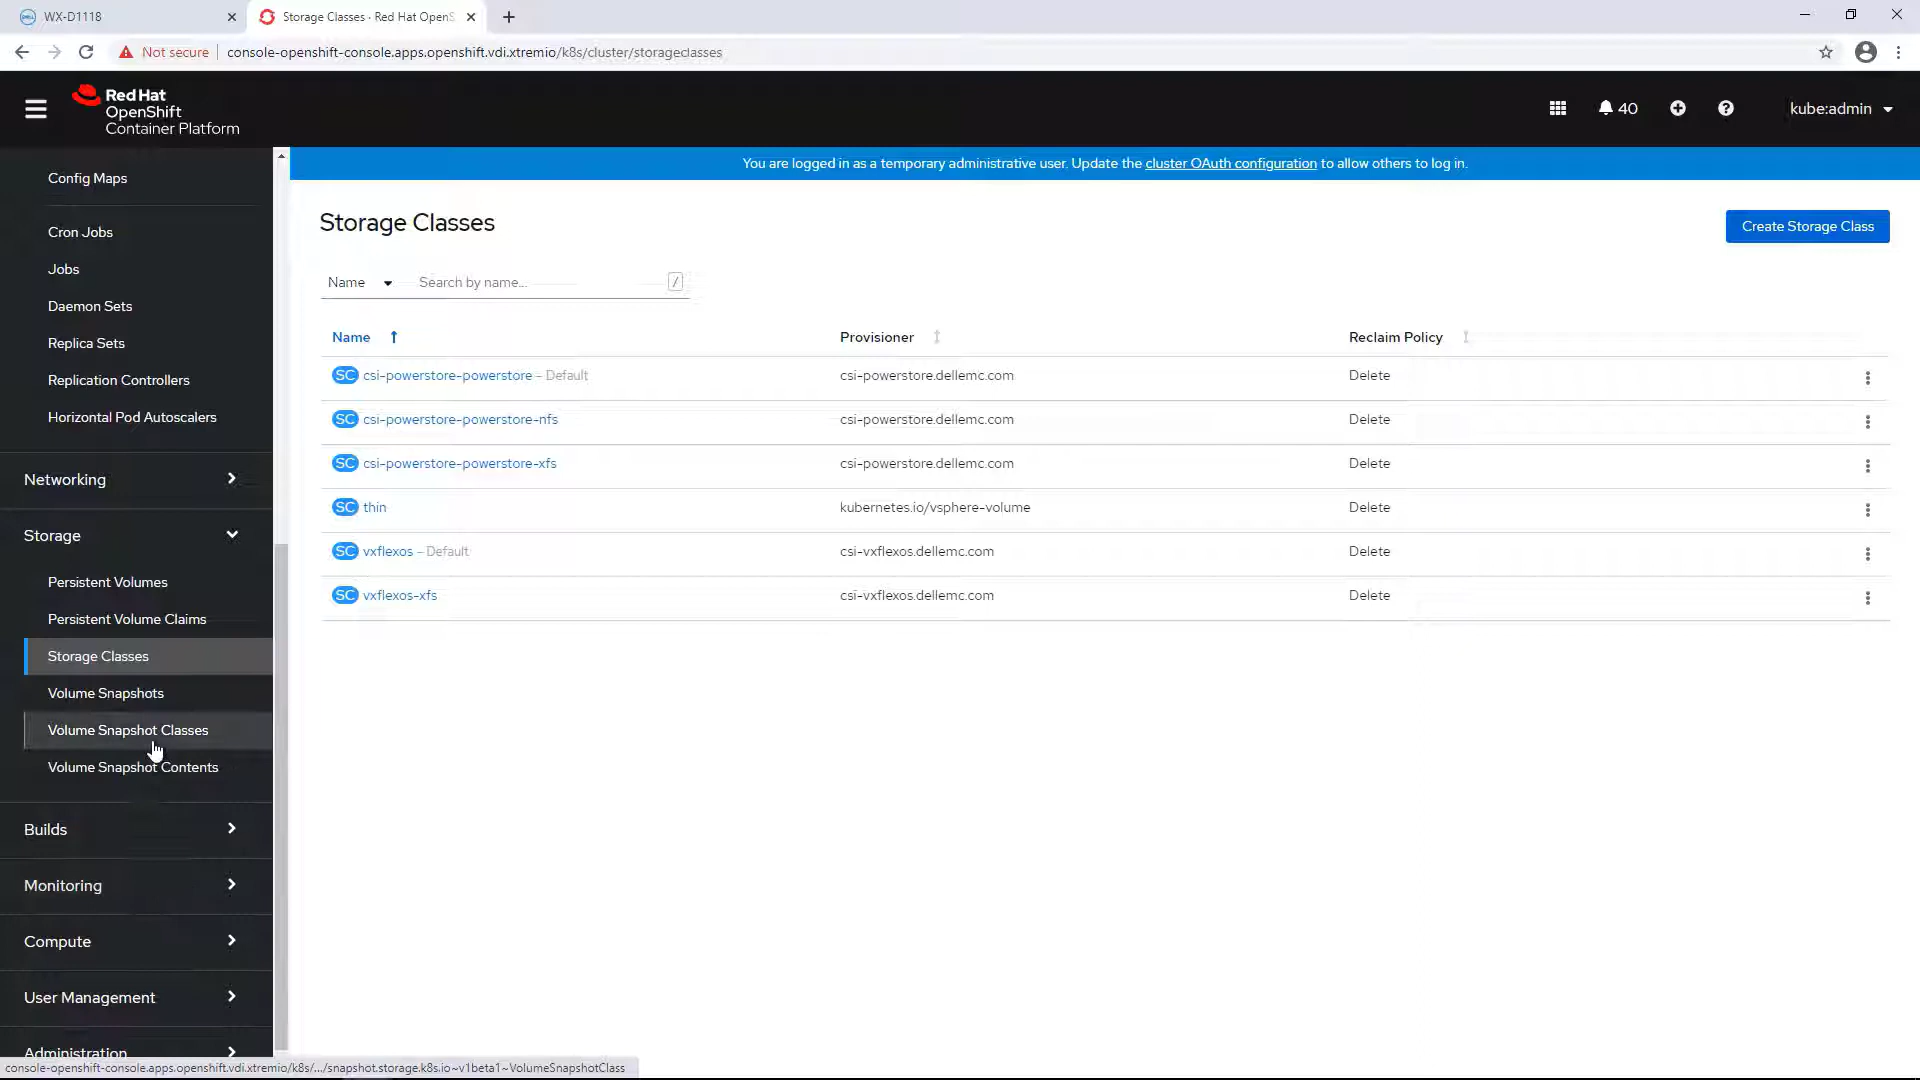 WX-D1118
Storage Classes · Red Hat OpenS
Not secure
console-openshift-console.apps.openshift.vdi.xtremio/k8s/cluster/storageclasses
Red Hat
OpenShift
Container Platform
40
kube:admin
You are logged in as a temporary administrative user. Update the cluster OAuth configuration to allow others to log in.
Config Maps
Cron Jobs
Jobs
Daemon Sets
Replica Sets
Replication Controllers
Horizontal Pod Autoscalers
Networking
Storage
Persistent Volumes
Persistent Volume Claims
Storage Classes
Volume Snapshots
Volume Snapshot Classes
Volume Snapshot Contents
Builds
Monitoring
Compute
User Management
Administration
Storage Classes
Create Storage Class
Name Search by name... /
Name Provisioner Reclaim Policy
SC csi-powerstore-powerstore – Default csi-powerstore.dellemc.com Delete
SC csi-powerstore-powerstore-nfs csi-powerstore.dellemc.com Delete
SC csi-powerstore-powerstore-xfs csi-powerstore.dellemc.com Delete
SC thin kubernetes.io/vsphere-volume Delete
SC vxflexos – Default csi-vxflexos.dellemc.com Delete
SC vxflexos-xfs csi-vxflexos.dellemc.com Delete
console-openshift-console.apps.openshift.vdi.xtremio/k8s/.../snapshot.storage.k8s.io~v1beta1~VolumeSnapshotClass